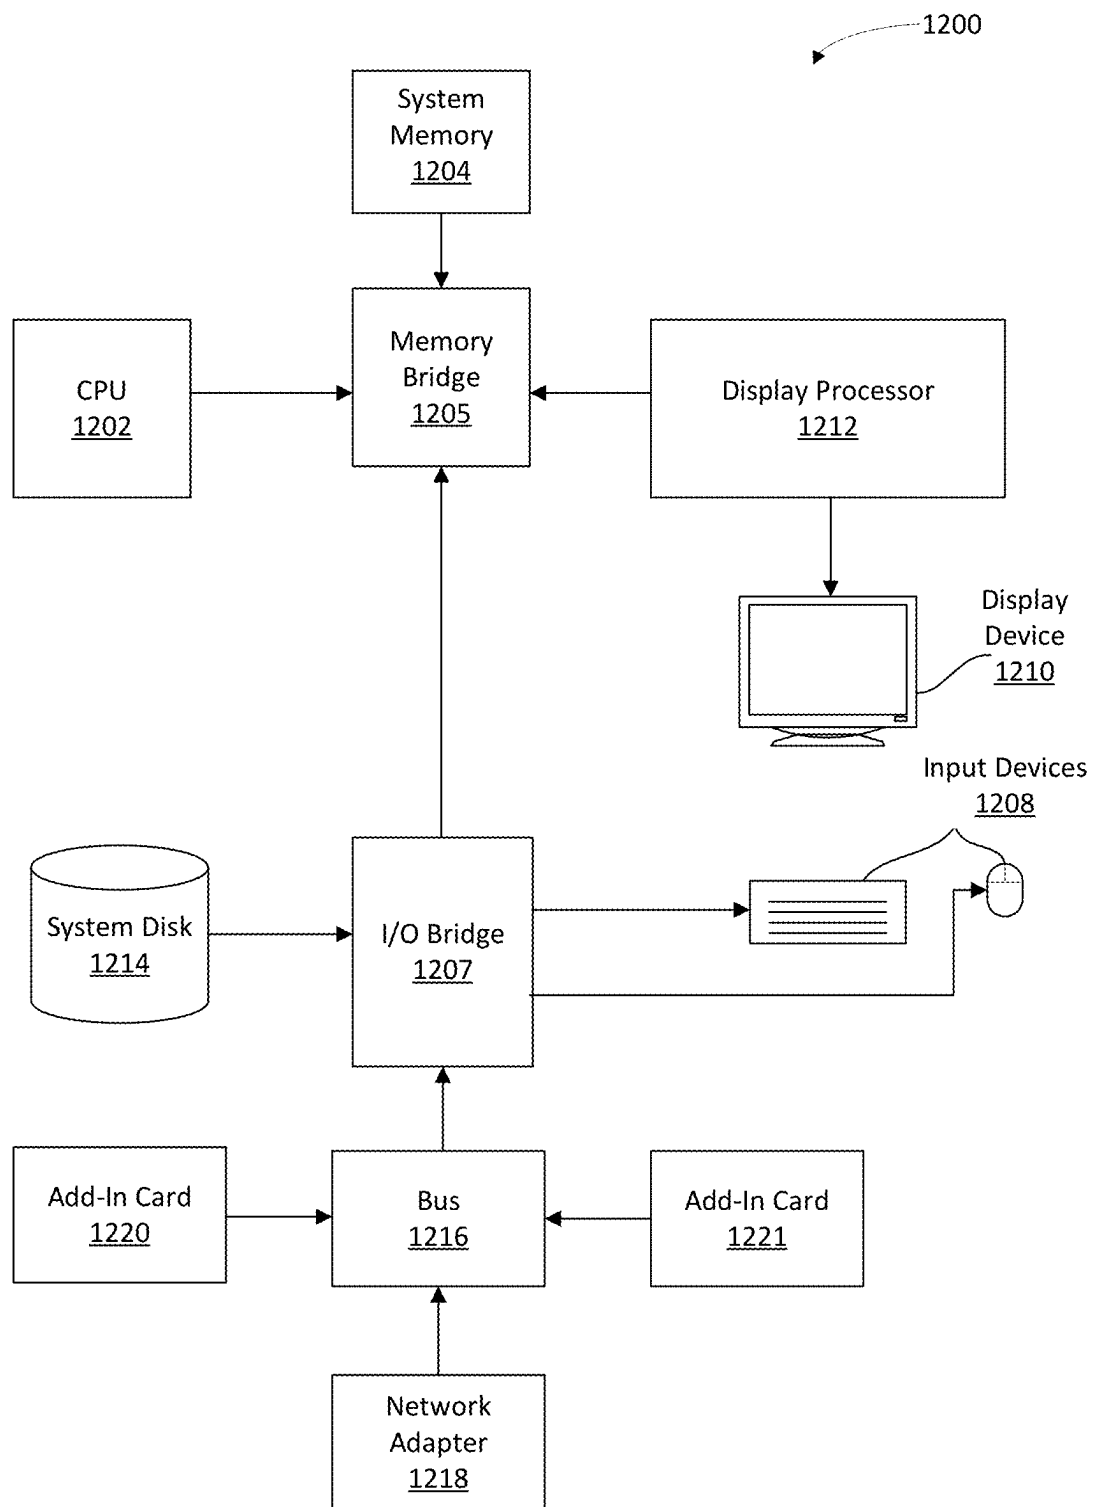 1200
System
Memory
1204
Memory
Bridge
1205
CPU
1202
Display Processor
1212
Display
Device
1210
Input Devices
1208
System Disk
1214
I/O Bridge
1207
Add-In Card
1220
Bus
1216
Add-In Card
1221
Network
Adapter
1218